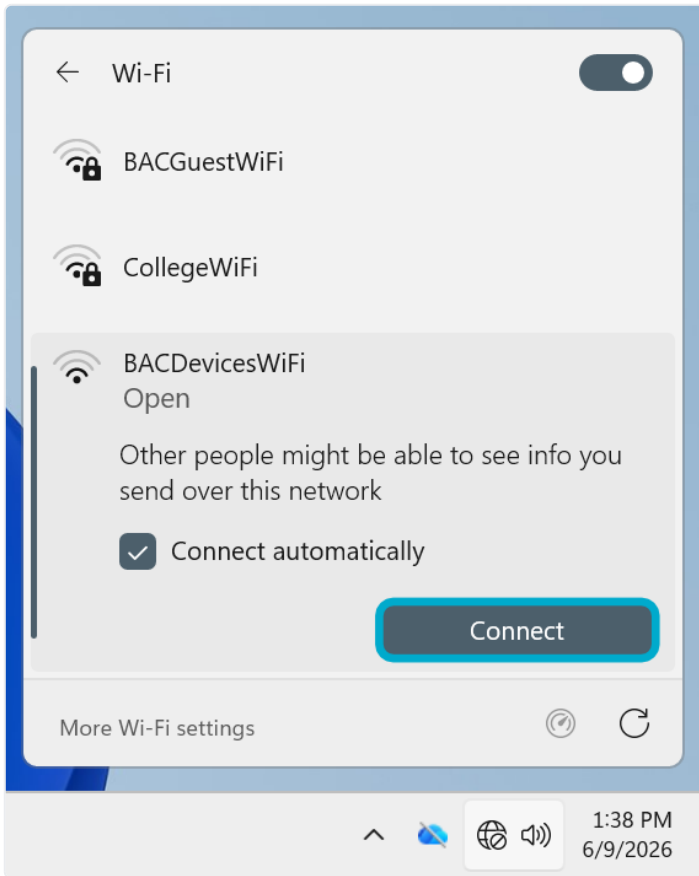 Wi-Fi
BACGuestWiFi
CollegeWiFi
BACDevicesWiFi
Open
Other people might be able to see info you
send over this network
Connect automatically
Connect
More Wi-Fi settings
1:38 PM
6/9/2026